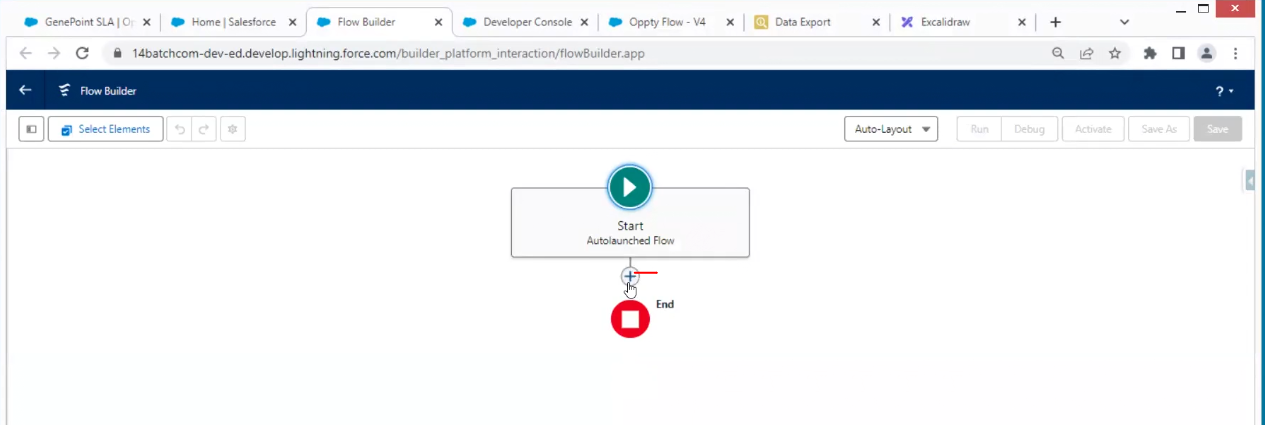 GenePoint SLA | O
Home | Salesforce
Flow Builder
Developer Console
Oppty Flow - V4
Data Export
Excalidraw
14batchcom-dev-ed.develop.lightning.force.com/builder_platform_interaction/flowBuilder.app
Flow Builder
?
Select Elements
Auto-Layout
Run
Debug
Activate
Save As
Save
Start
Autolaunched Flow
End